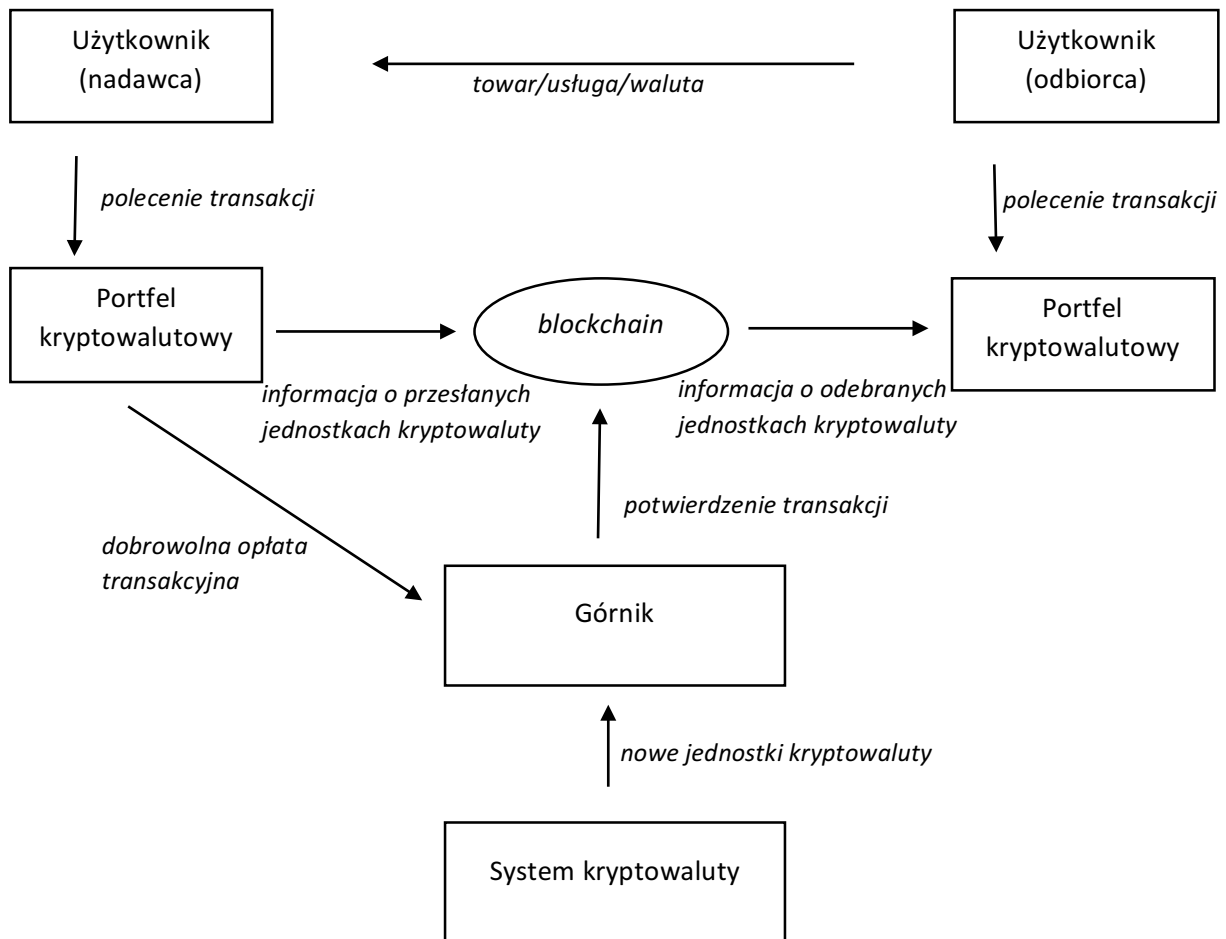 Użytkownik
(nadawca)
towar/usługa/waluta
Użytkownik
(odbiorca)
polecenie transakcji
polecenie transakcji
Portfel
kryptowalutowy
blockchain
Portfel
kryptowalutowy
informacja o przesłanych
jednostkach kryptowaluty
informacja o odebranych
jednostkach kryptowaluty
potwierdzenie transakcji
dobrowolna opłata
transakcyjna
Górnik
nowe jednostki kryptowaluty
System kryptowaluty